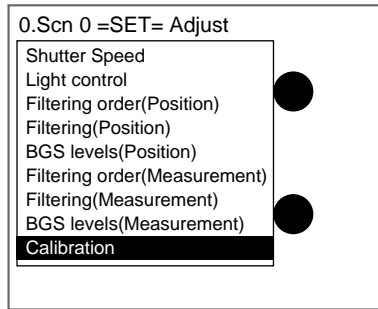 0.Scn 0 =SET= Adjust
Shutter Speed
Light control
Filtering order(Position)
Filtering(Position)
BGS levels(Position)
Filtering order(Measurement)
Filtering(Measurement)
BGS levels(Measurement)
Calibration